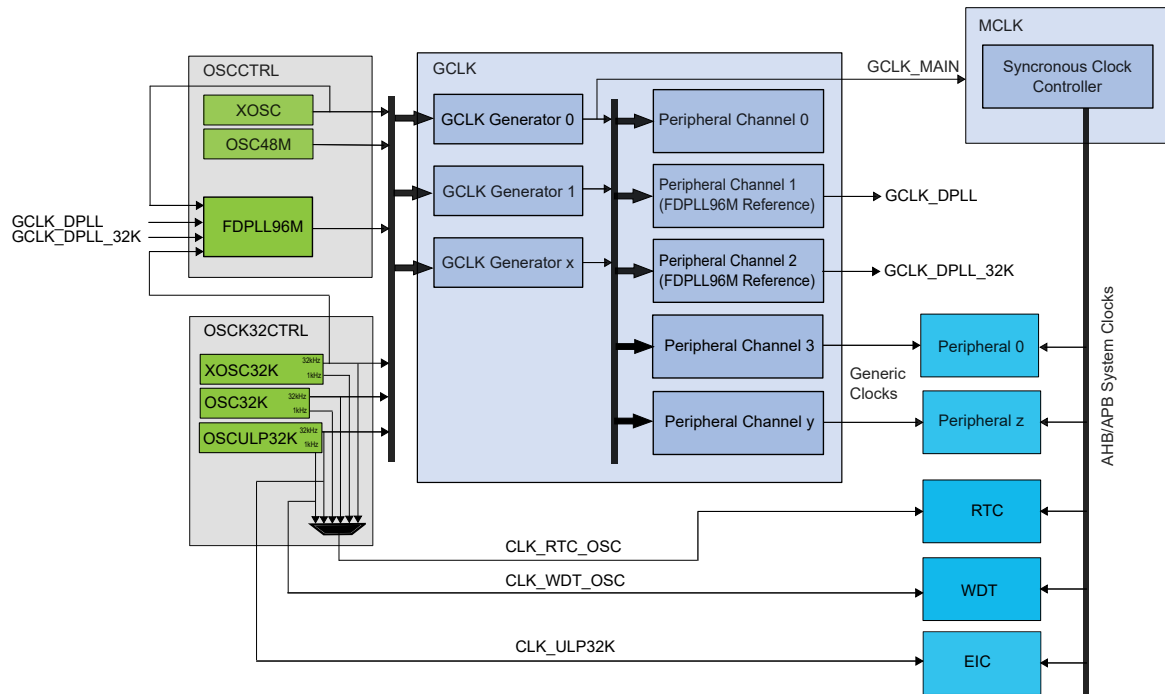 MCLK
Syncronous Clock
Controller
GCLK_MAIN
OSCCTRL
XOSC
OSC48M
FDPLL96M
GCLK_DPLL
GCLK_DPLL_32K
GCLK
GCLK Generator 0
GCLK Generator 1
GCLK Generator x
Peripheral Channel 0
Peripheral Channel 1
(FDPLL96M Reference)
Peripheral Channel 2
(FDPLL96M Reference)
Peripheral Channel 3
Peripheral Channel y
GCLK_DPLL
GCLK_DPLL_32K
Generic
Clocks
OSCK32CTRL
XOSC32K
32kHz
1kHz
OSC32K
32kHz
1kHz
OSCULP32K
32kHz
1kHz
Peripheral 0
Peripheral z
AHB/APB System Clocks
RTC
WDT
EIC
CLK_RTC_OSC
CLK_WDT_OSC
CLK_ULP32K